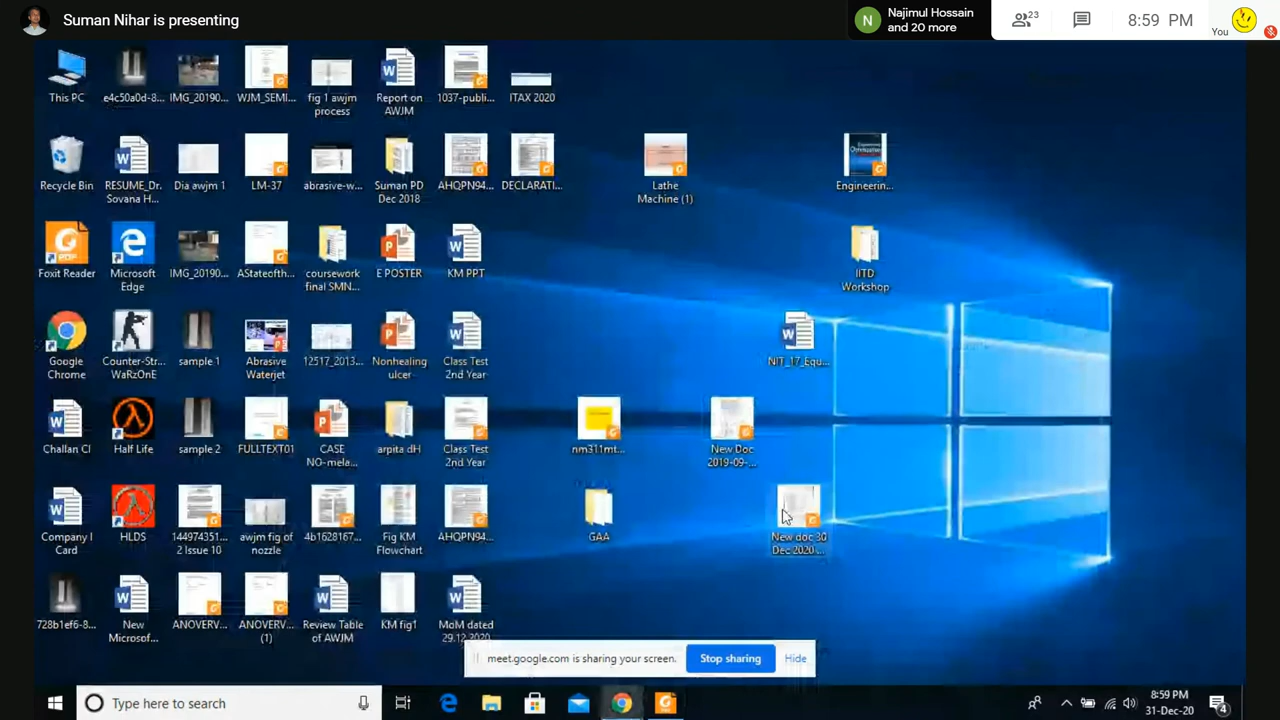 Suman Nihar is presenting
N
Najimul Hossain
and 20 more
23
8:59 PM
You
This PC
e4c50a0d-8...
IMG_20190...
WJM_SEMI...
fig 1 awjm
process
Report on
AWJM
1037-publi...
ITAX 2020
Recycle Bin
RESUME_Dr.
Sovana H...
Dia awjm 1
LM-37
abrasive-w...
Suman PD
Dec 2018
AHQPN94...
DECLARATI...
Lathe
Machine (1)
Engineerin...
Foxit Reader
Microsoft
Edge
IMG_20190...
AStateofth...
coursework
final SMN...
E POSTER
KM PPT
IITD
Workshop
Google
Chrome
Counter-Str...
WaRzOnE
sample 1
Abrasive
Waterjet
12517_2013...
Nonhealing
ulcer
Class Test
2nd Year
NIT_17_Equ...
Challan Cl
Half Life
sample 2
FULLTEXT01
CASE
NO-mela...
arpita dH
Class Test
2nd Year
nm311mt...
New Doc
2019-09-...
Company I
Card
HLDS
144974351...
2 Issue 10
awjm fig of
nozzle
4b1628167...
Fig KM
Flowchart
AHQPN94...
GAA
New doc 30
Dec 2020...
728b1ef6-8...
New
Microsof...
ANOVERV...
ANOVERV...
(1)
Review Table
of AWJM
KM fig1
MoM dated
29.12.2020
meet.google.com is sharing your screen.
Stop sharing
Hide
Type here to search
8:59 PM
31-Dec-20
4